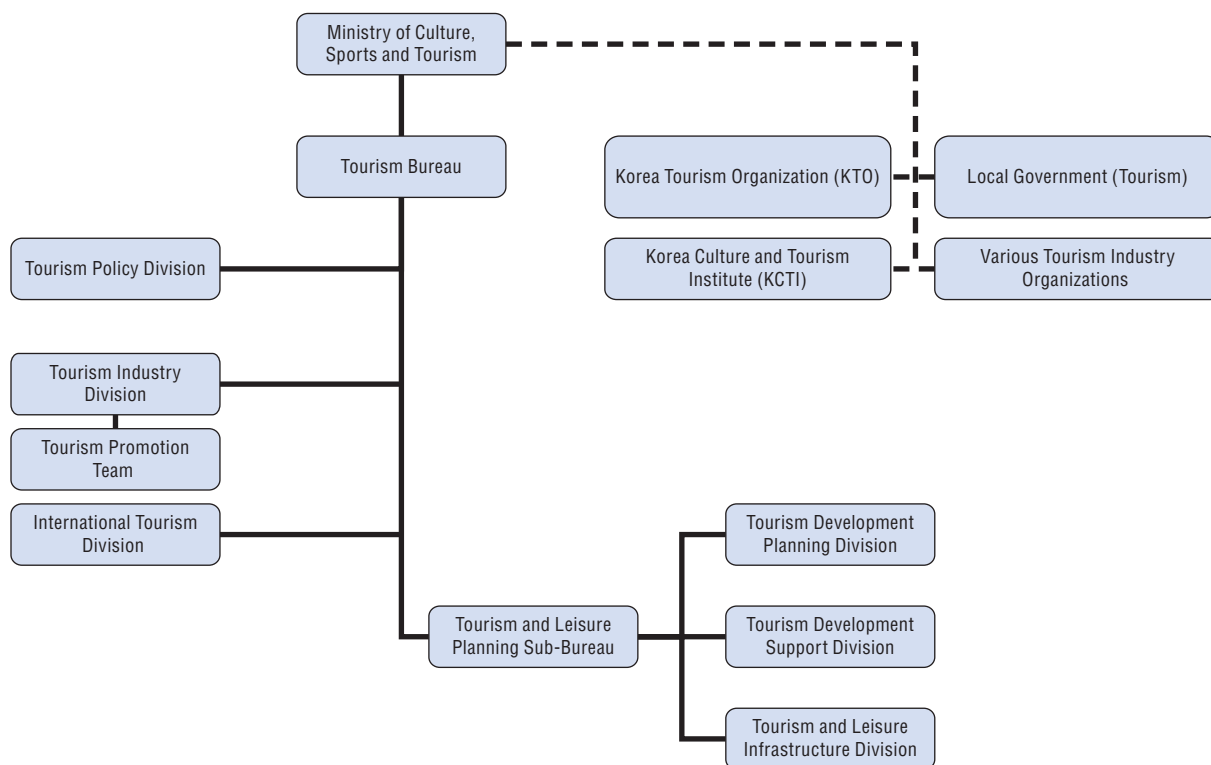 Ministry of Culture,
Sports and Tourism
Tourism Bureau
Korea Tourism Organization (KTO)
Local Government (Tourism)
Tourism Policy Division
Korea Culture and Tourism
Institute (KCTI)
Various Tourism Industry
Organizations
Tourism Industry
Division
Tourism Promotion
Team
International Tourism
Division
Tourism Development
Planning Division
Tourism and Leisure
Planning Sub-Bureau
Tourism Development
Support Division
Tourism and Leisure
Infrastructure Division